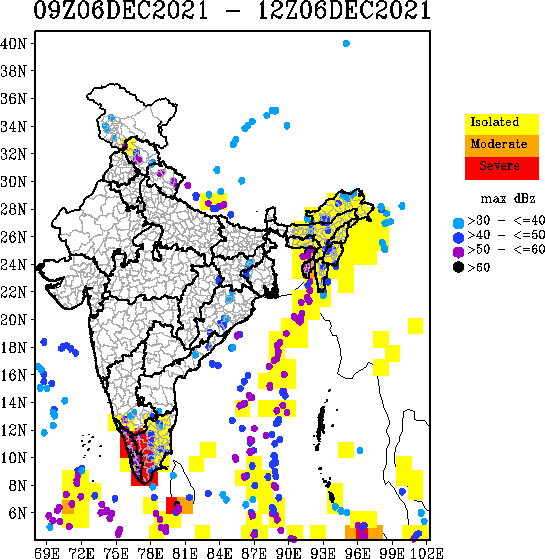 09Z06DEC2021 - 12Z06DEC2021
40N
38N
36N
34N
32N
30N
28N
26N
24N
22N
20N
18N
16N
14N
12N
10N
8N
6N
69E 72E 75E 78E 81E 84E 87E 90E 93E 96E 99E 102E
Isolated
Moderate
Severe
max dBz
>30 - <=40
>40 - <=50
>50 - <=60
>60